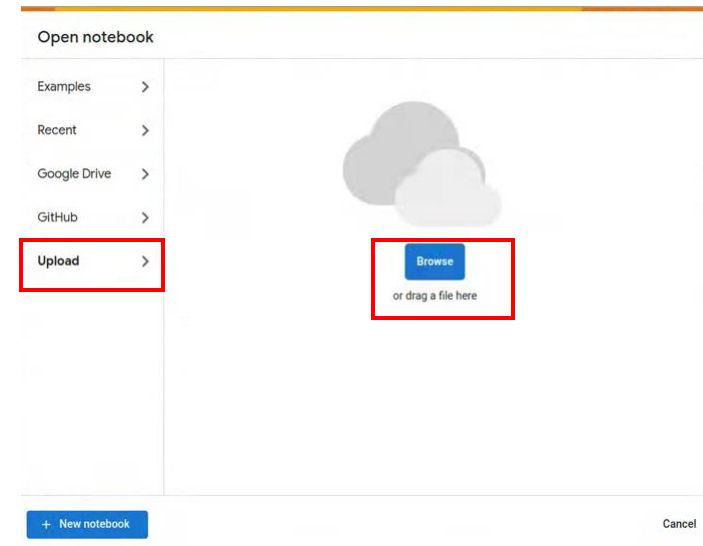 Open notebook
Examples
Recent
Google Drive
GitHub
Upload
Browse
or drag a file here
+ New notebook
Cancel